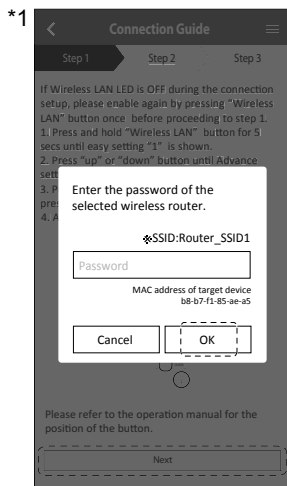 *1
Connection Guide
Step 1 Step 2 Step 3
If Wireless LAN LED is OFF during the connection
setup, please enable again by pressing "Wireless
LAN" button once before proceeding to step 1.
1. Press and hold "Wireless LAN" button for 5
secs until easy setting "1" is shown.
2. Press "up" or "down" button until Advance
sett
3. P
pres
4. A
Enter the password of the
selected wireless router.
※SSID:Router_SSID1
Password
MAC address of target device
b8-b7-f1-85-ae-a5
Cancel OK
Please refer to the operation manual for the
position of the button.
Next